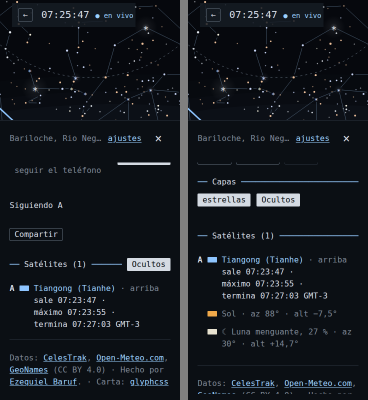 ← 07:25:47 ● en vivo
Bariloche, Río Neg… ajustes ×
seguir el teléfono
Siguiendo A
Compartir
Satélites (1) Ocultos
A Tiangong (Tianhe) · arriba
sale 07:23:47 ·
máximo 07:23:55 ·
termina 07:27:03 GMT-3
Datos: CelesTrak, Open-Meteo.com,
GeoNames (CC BY 4.0) · Hecho por
Ezequiel Baruf. · Carta: glyphcss
← 07:25:47 ● en vivo
Bariloche, Río Neg… ajustes ×
Capas
estrellas Ocultos
Satélites (1)
A Tiangong (Tianhe) · arriba
sale 07:23:47 ·
máximo 07:23:55 ·
termina 07:27:03 GMT-3
Sol · az 88° · alt −7,5°
☾ Luna menguante, 27 % · az
30° · alt +14,7°
Datos: CelesTrak, Open-Meteo.com,